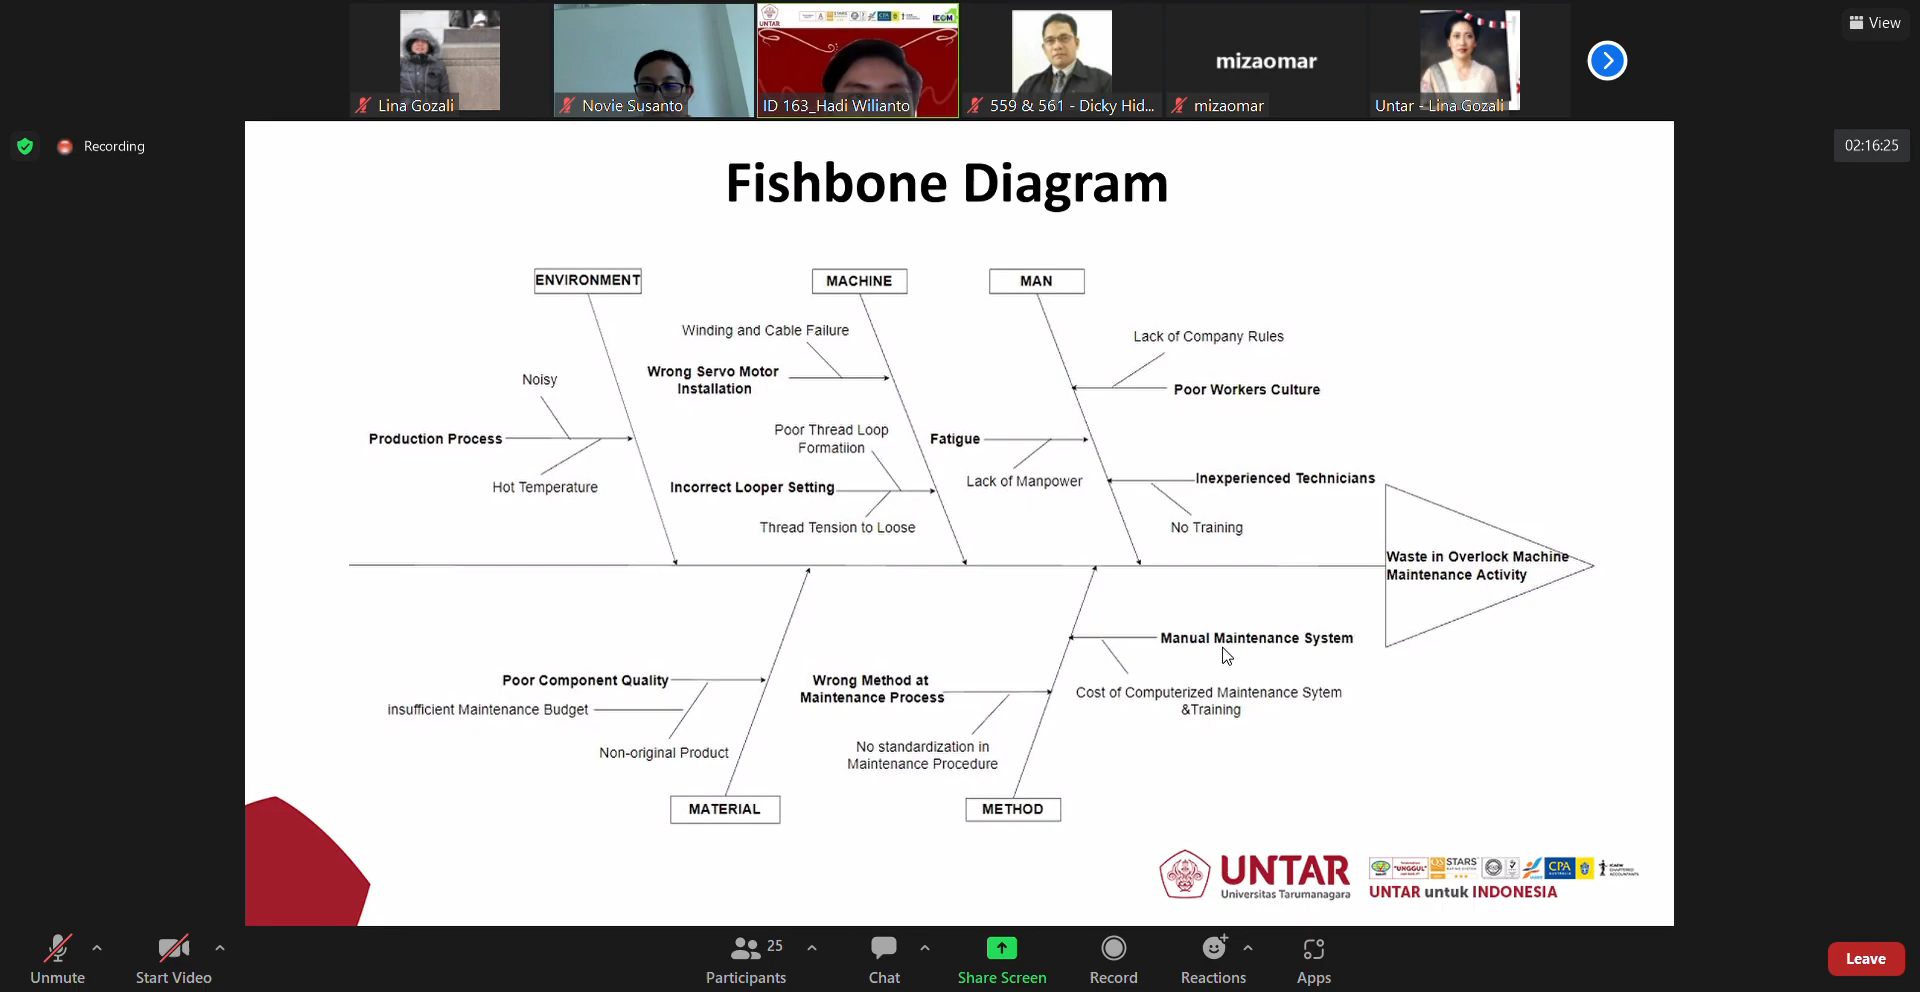 View
Lina Gozali
Novie Susanto
ID 163_Hadi Wilianto
559 & 561 - Dicky Hid...
mizaomar
mizaomar
Untar - Lina Gozali
UNTAR
Recording
02:16:25
Fishbone Diagram
ENVIRONMENT
MACHINE
MAN
Winding and Cable Failure
Lack of Company Rules
Wrong Servo Motor
Installation
Noisy
Poor Workers Culture
Poor Thread Loop
Formatiion
Production Process
Fatigue
Hot Temperature
Incorrect Looper Setting
Lack of Manpower
Inexperienced Technicians
Thread Tension to Loose
No Training
Waste in Overlock Machine
Maintenance Activity
Manual Maintenance System
Poor Component Quality
Wrong Method at
Maintenance Process
Cost of Computerized Maintenance Sytem
&Training
insufficient Maintenance Budget
Non-original Product
No standardization in
Maintenance Procedure
MATERIAL
METHOD
UNTAR
Universitas Tarumanagara
"UNGGUL"
STARS
CPA
UNTAR untuk INDONESIA
Unmute
Start Video
25
Participants
Chat
Share Screen
Record
Reactions
Apps
Leave